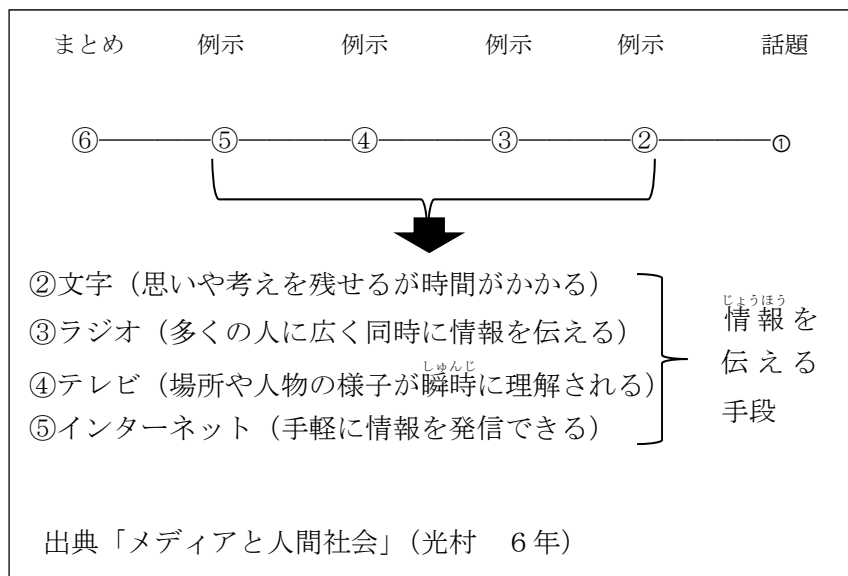 まとめ 例示 例示 例示 例示 話題
⑥ ⑤ ④ ③ ② ①
②文字（思いや考えを残せるが時間がかかる）
③ラジオ（多くの人に広く同時に情報を伝える）
しゅんじ
④テレビ（場所や人物の様子が瞬時に理解される）
⑤インターネット（手軽に情報を発信できる）
じょうほう
情報を
伝える
手段
出典「メディアと人間社会」（光村 ６年）